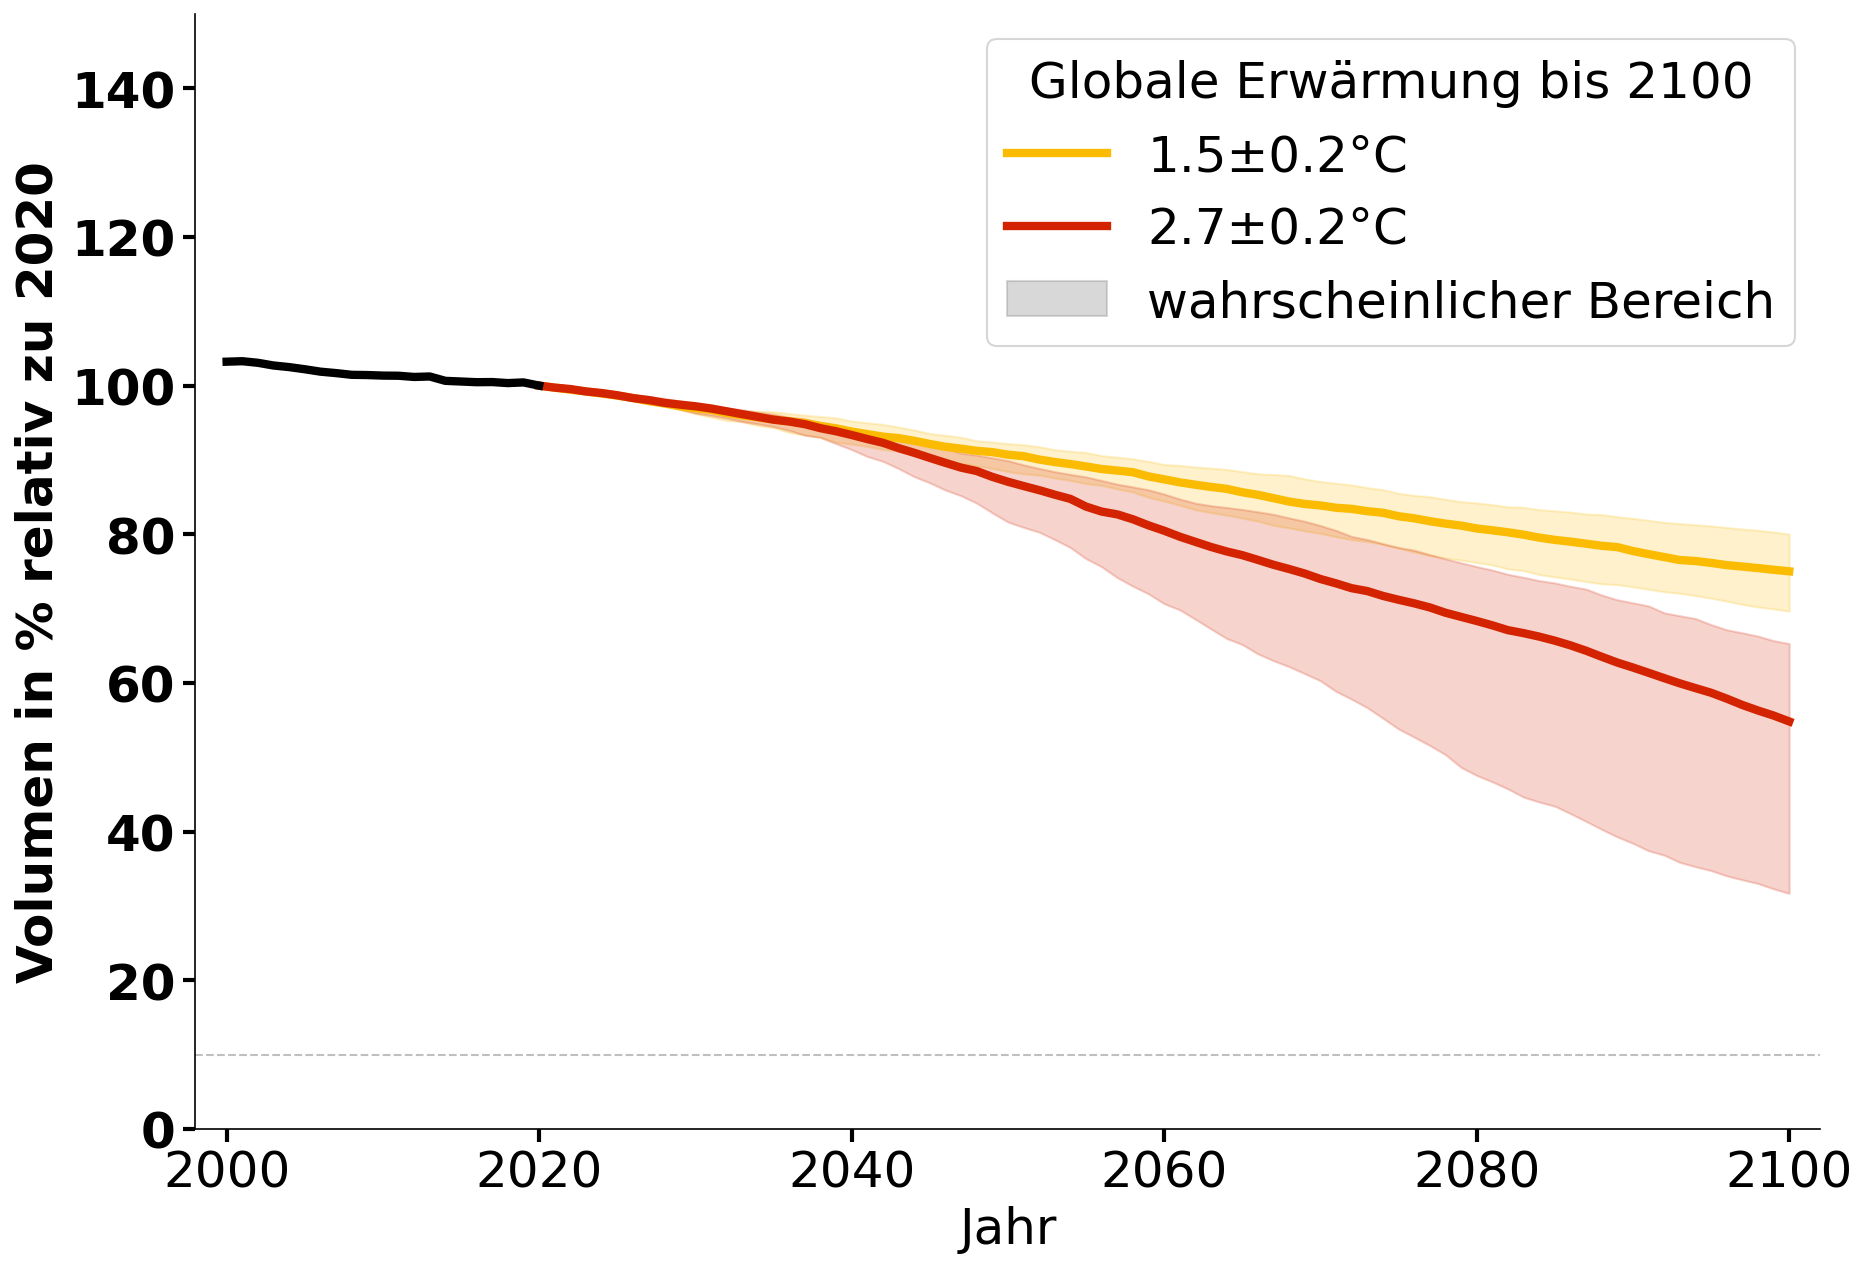 Volumen in % relativ zu 2020
140
120
100
80
60
40
20
0
Globale Erwärmung bis 2100
1.5±0.2°C
2.7±0.2°C
wahrscheinlicher Bereich
2000 2020 2040 2060 2080 2100
Jahr